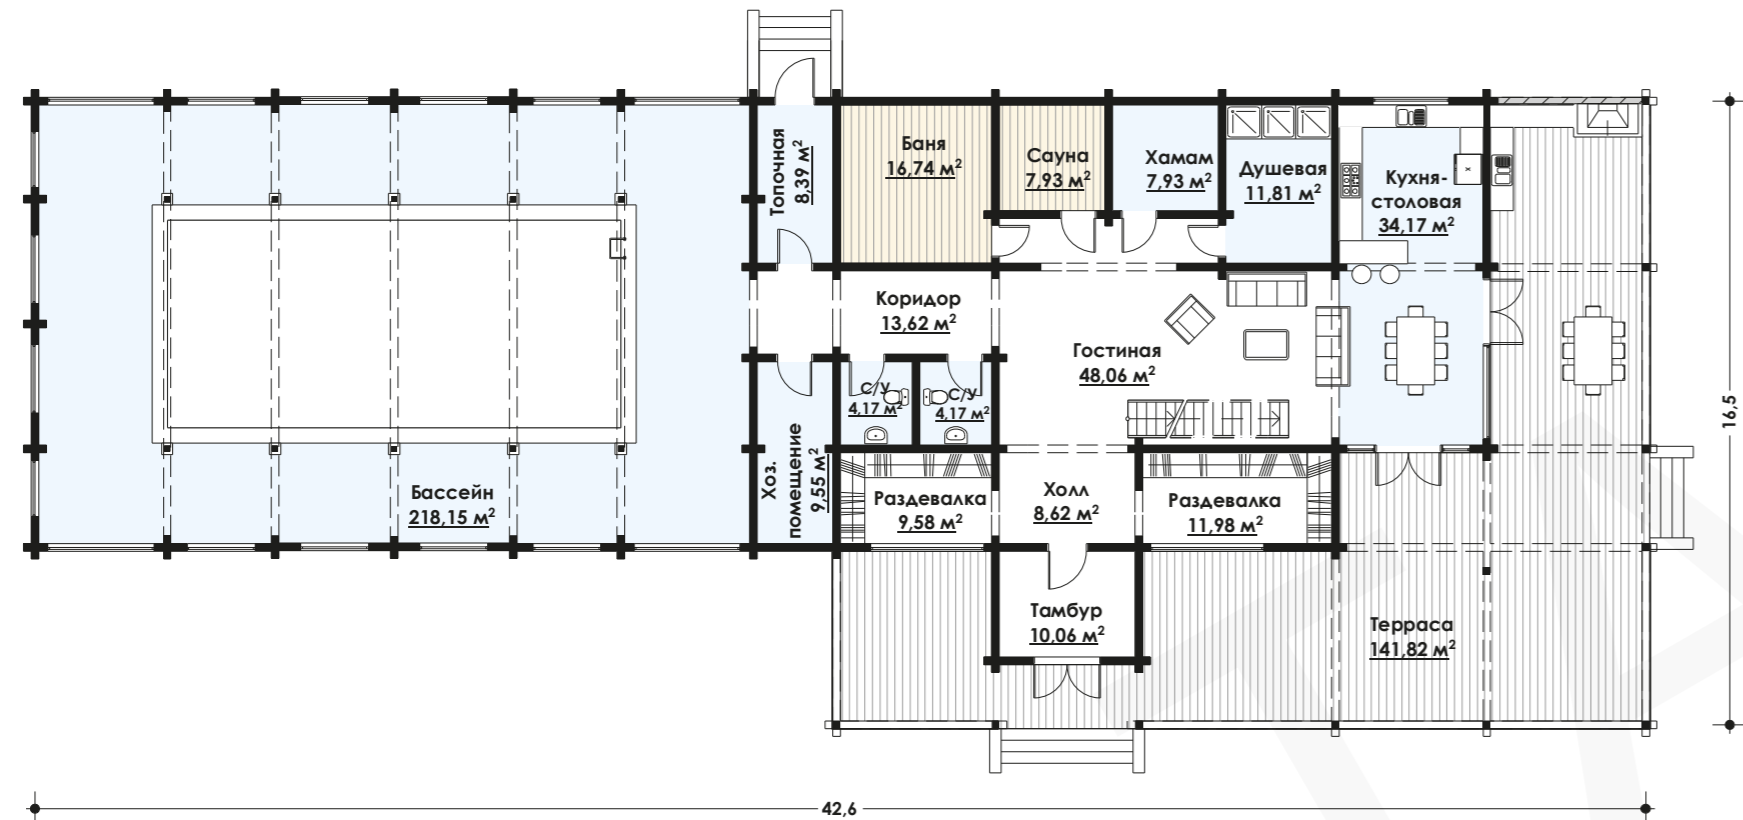 Топочная
8,39 м²
Баня
16,74 м²
Сауна
7,93 м²
Хамам
7,93 м²
Душевая
11,81 м²
Кухня-
столовая
34,17 м²
Коридор
13,62 м²
Гостиная
48,06 м²
С/У
4,17 м²
С/У
4,17 м²
Бассейн
218,15 м²
Хоз.
помещение
9,55 м²
Раздевалка
9,58 м²
Холл
8,62 м²
Раздевалка
11,98 м²
Тамбур
10,06 м²
Терраса
141,82 м²
16,5
42,6